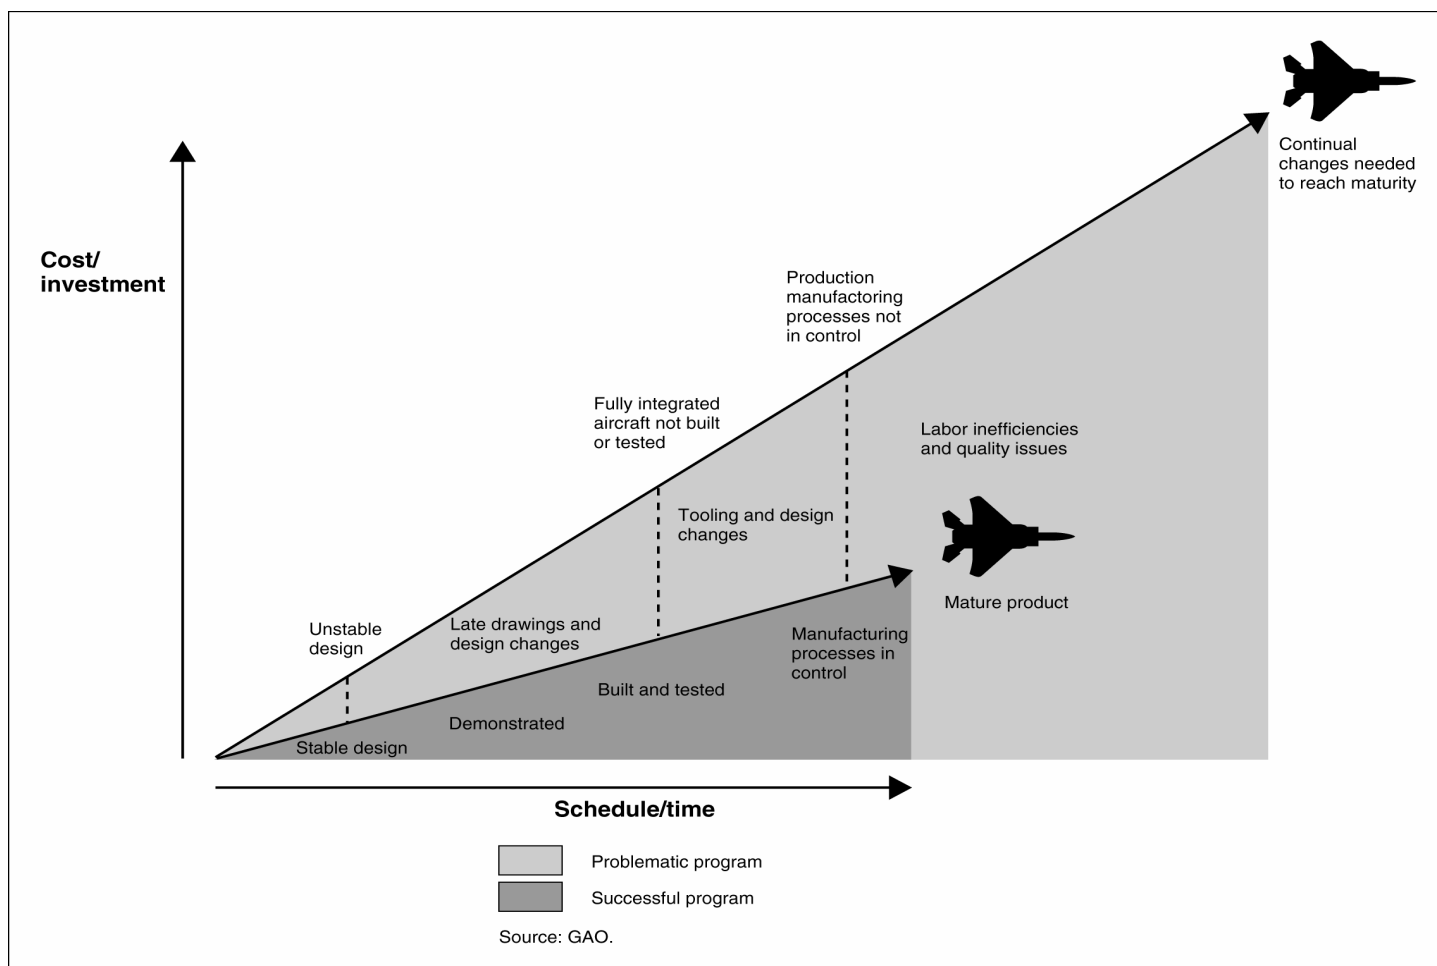 Continual
changes needed
to reach maturity
Cost/
investment
Production
manufactoring
processes not
in control
Fully integrated
aircraft not built
or tested
Labor inefficiencies
and quality issues
Tooling and design
changes
Mature product
Unstable
design
Late drawings and
design changes
Manufacturing
processes in
control
Built and tested
Demonstrated
Stable design
Schedule/time
Problematic program
Successful program
Source: GAO.